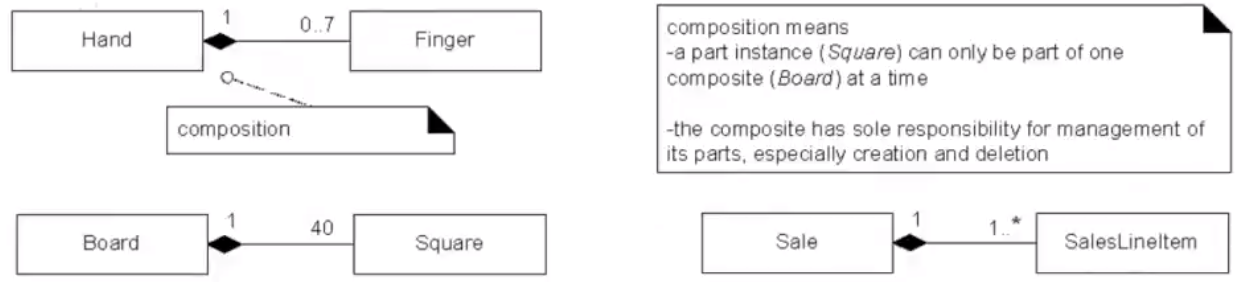 Hand
1
0..7
Finger
composition
composition means
-a part instance (Square) can only be part of one
composite (Board) at a time
-the composite has sole responsibility for management of
its parts, especially creation and deletion
Board
1
40
Square
Sale
1
1..*
SalesLineItem